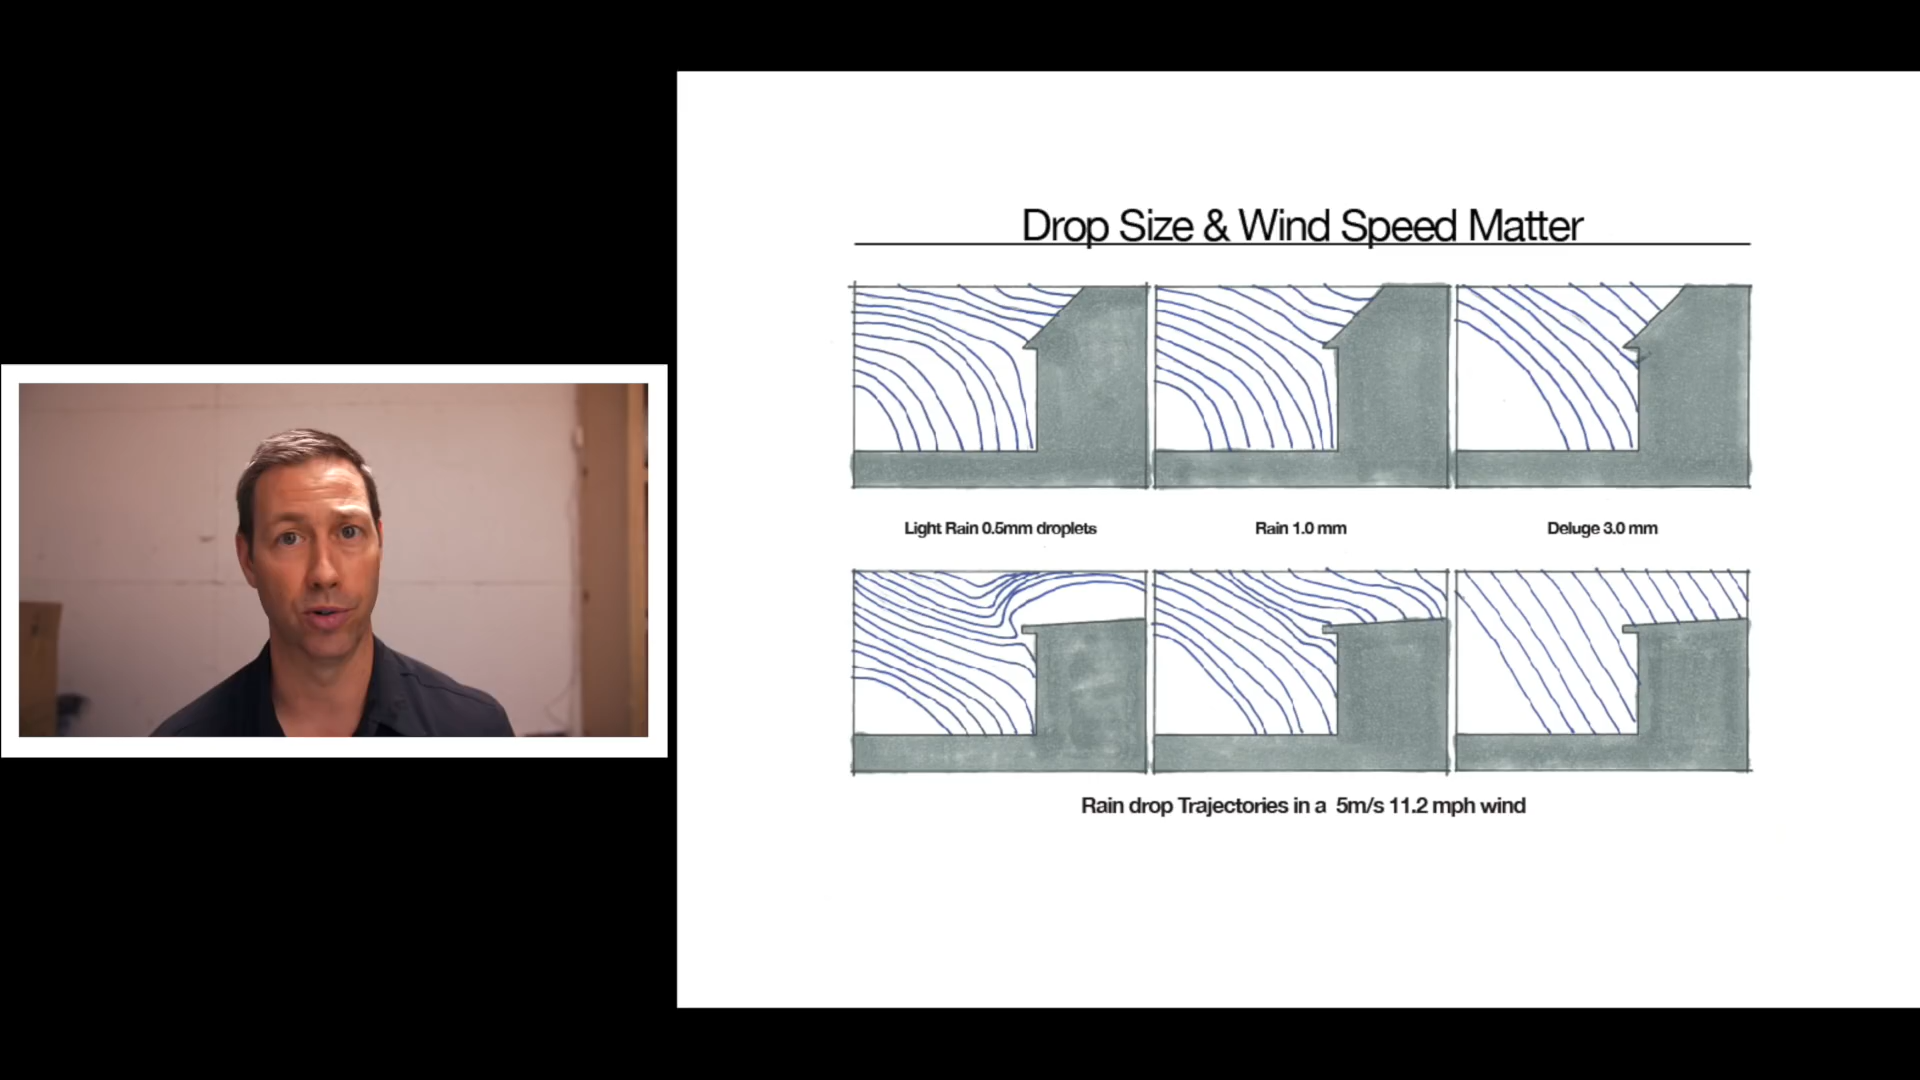 Drop Size & Wind Speed Matter
Light Rain 0.5mm droplets
Rain 1.0 mm
Deluge 3.0 mm
Rain drop Trajectories in a 5m/s 11.2 mph wind